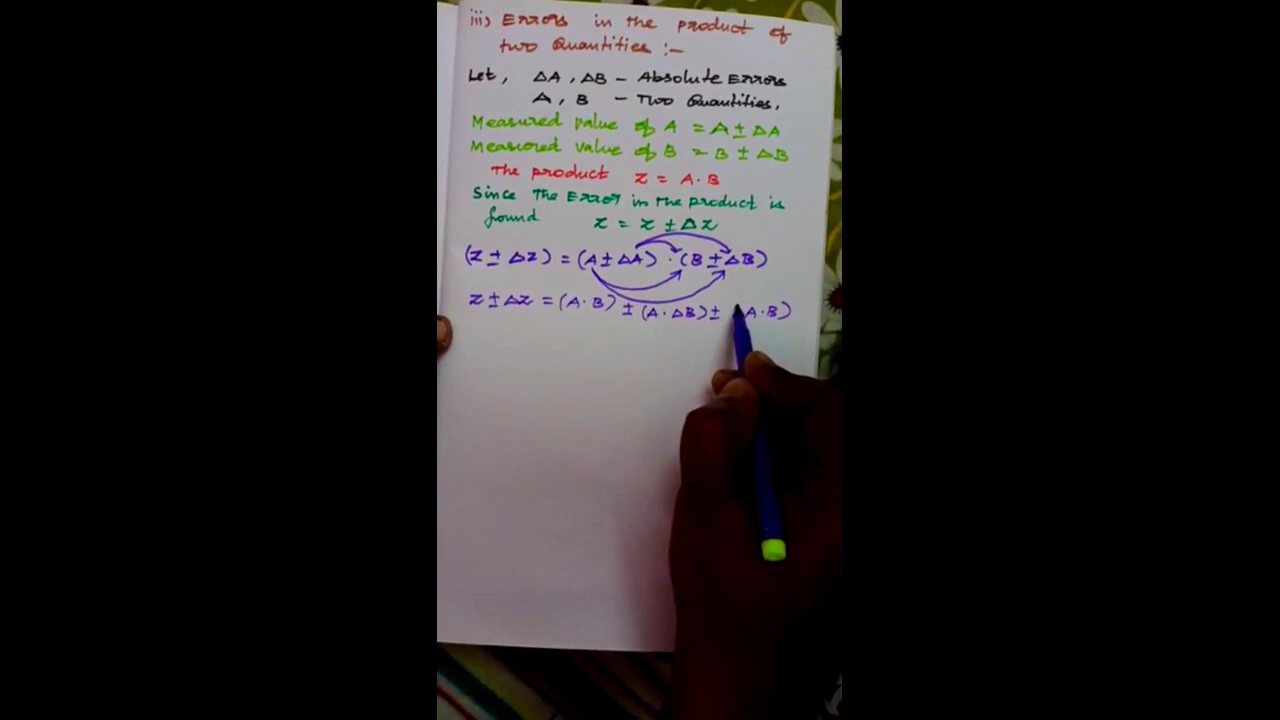 iii) Errors in the product of
two Quantities :-
Let, ΔA, ΔB - Absolute Errors
A, B - Two Quantities.
Measured value of A = A ± ΔA
Measured value of B = B ± ΔB
The product Z = A·B
Since the Error in the product is
found Z = Z ± ΔZ
(Z ± ΔZ) = (A ± ΔA) · (B ± ΔB)
Z ± ΔZ = (A·B) ± (A·ΔB) ± A·B)